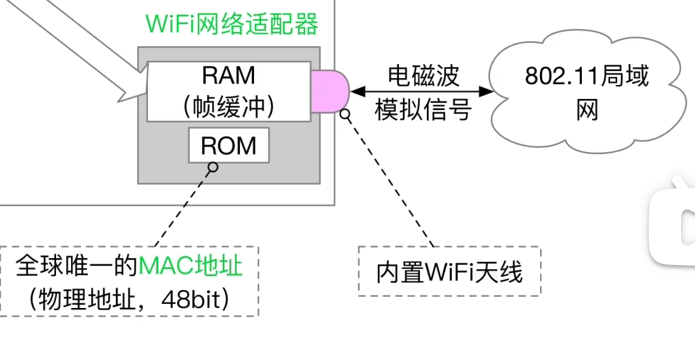 WiFi网络适配器
RAM
（帧缓冲）
ROM
电磁波
模拟信号
802.11局域
网
全球唯一的MAC地址
（物理地址，48bit）
内置WiFi天线